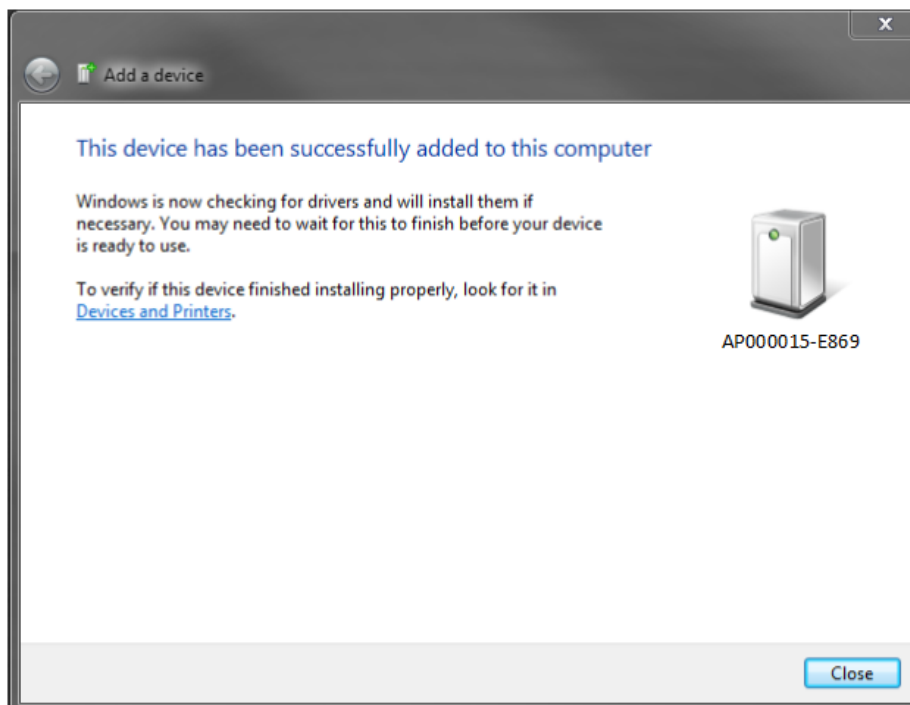 Add a device
This device has been successfully added to this computer
Windows is now checking for drivers and will install them if
necessary. You may need to wait for this to finish before your device
is ready to use.
To verify if this device finished installing properly, look for it in
Devices and Printers.
AP000015-E869
Close